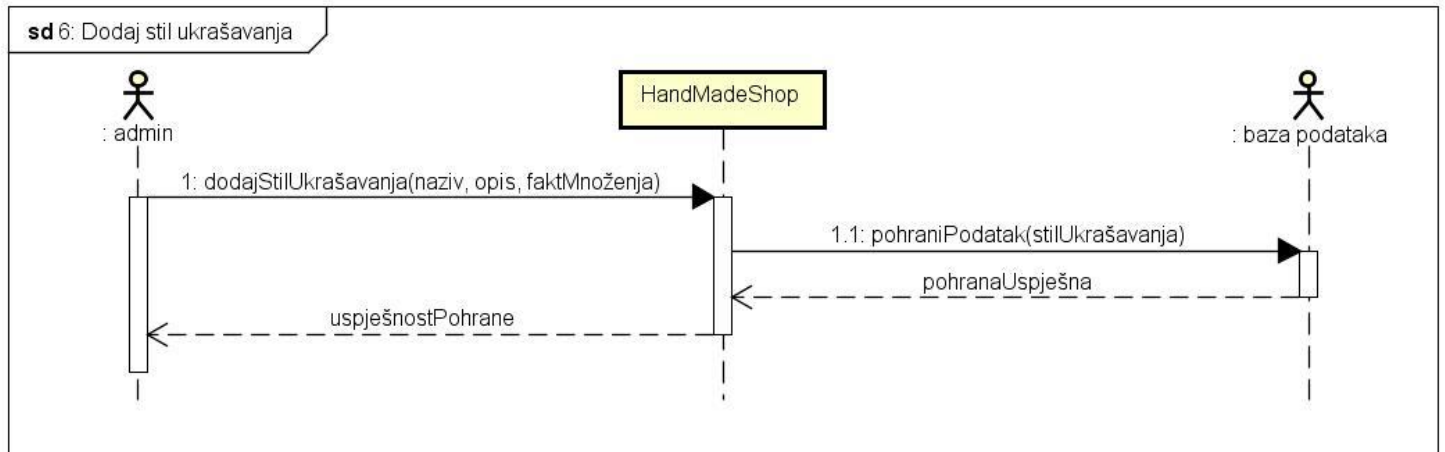 sd 6: Dodaj stil ukrašavanja
: admin
HandMadeShop
: baza podataka
1: dodajStilUkrašavanja(naziv, opis, faktMnoženja)
1.1: pohraniPodatak(stilUkrašavanja)
pohranaUspješna
uspješnostPohrane